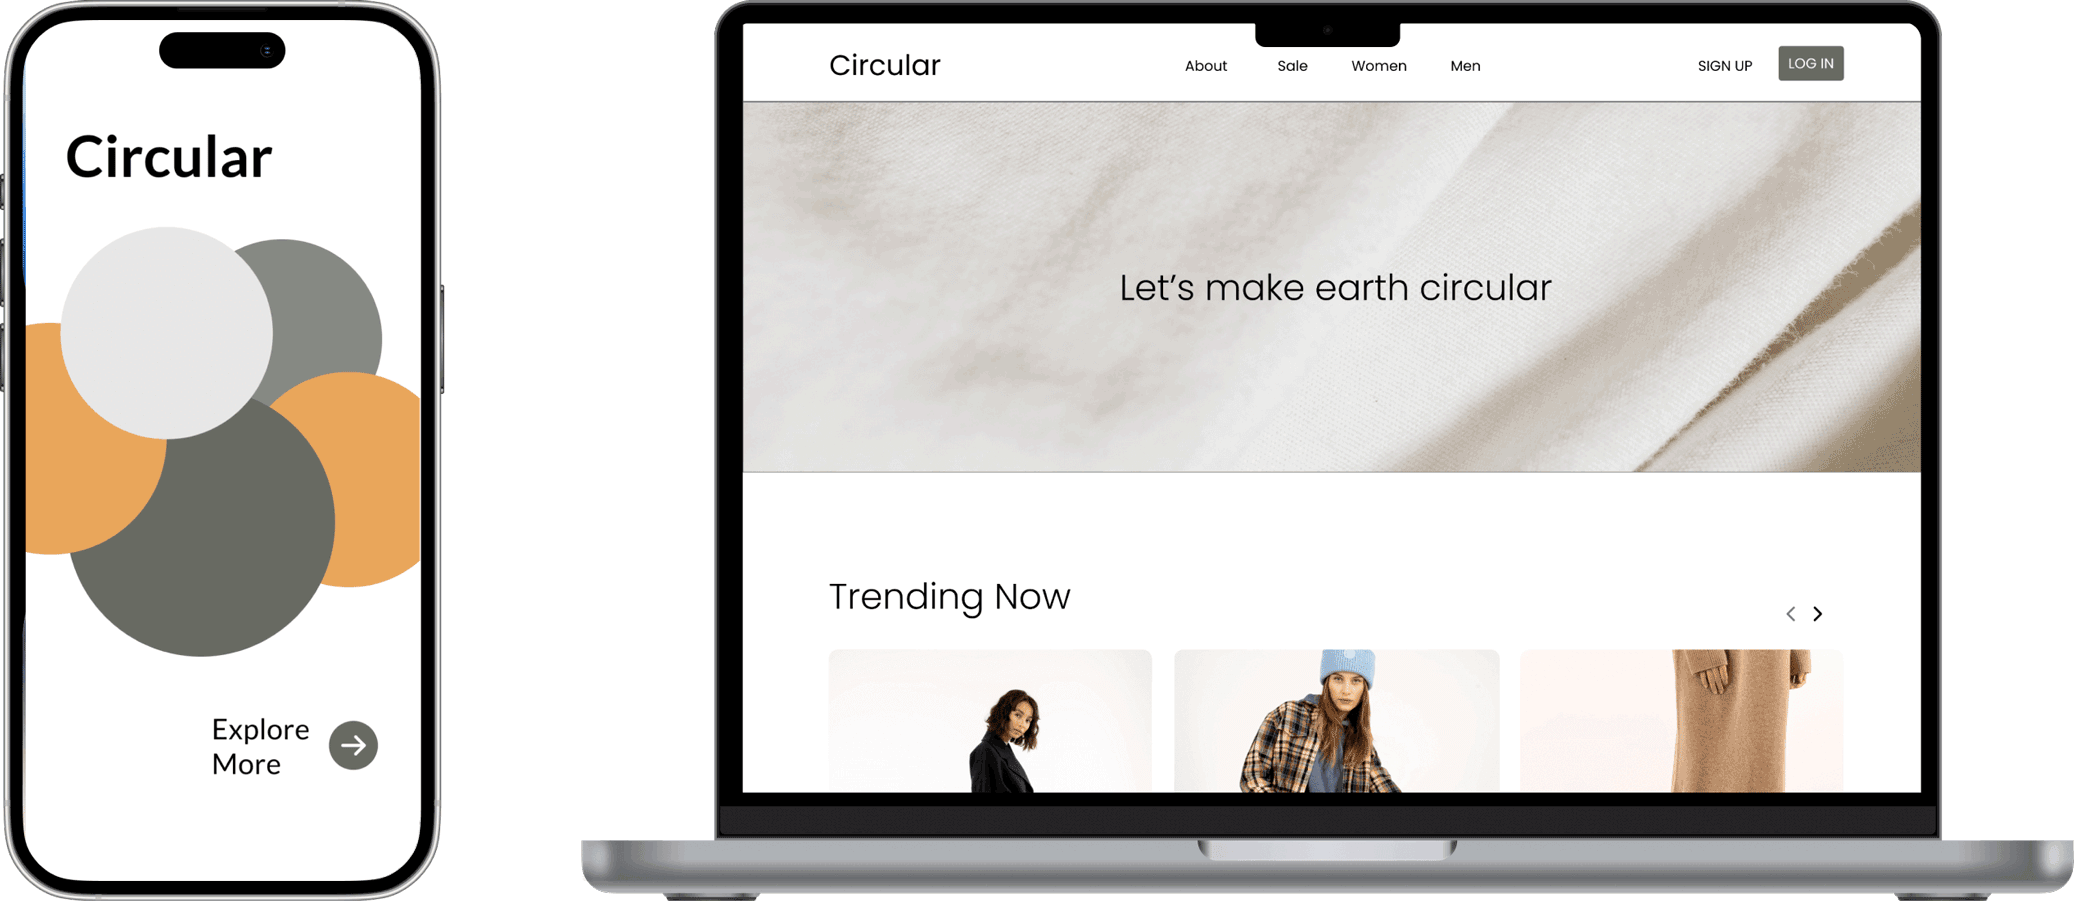 Circular
Explore
More
Circular
About Sale Women Men
SIGN UP LOG IN
Let’s make earth circular
Trending Now